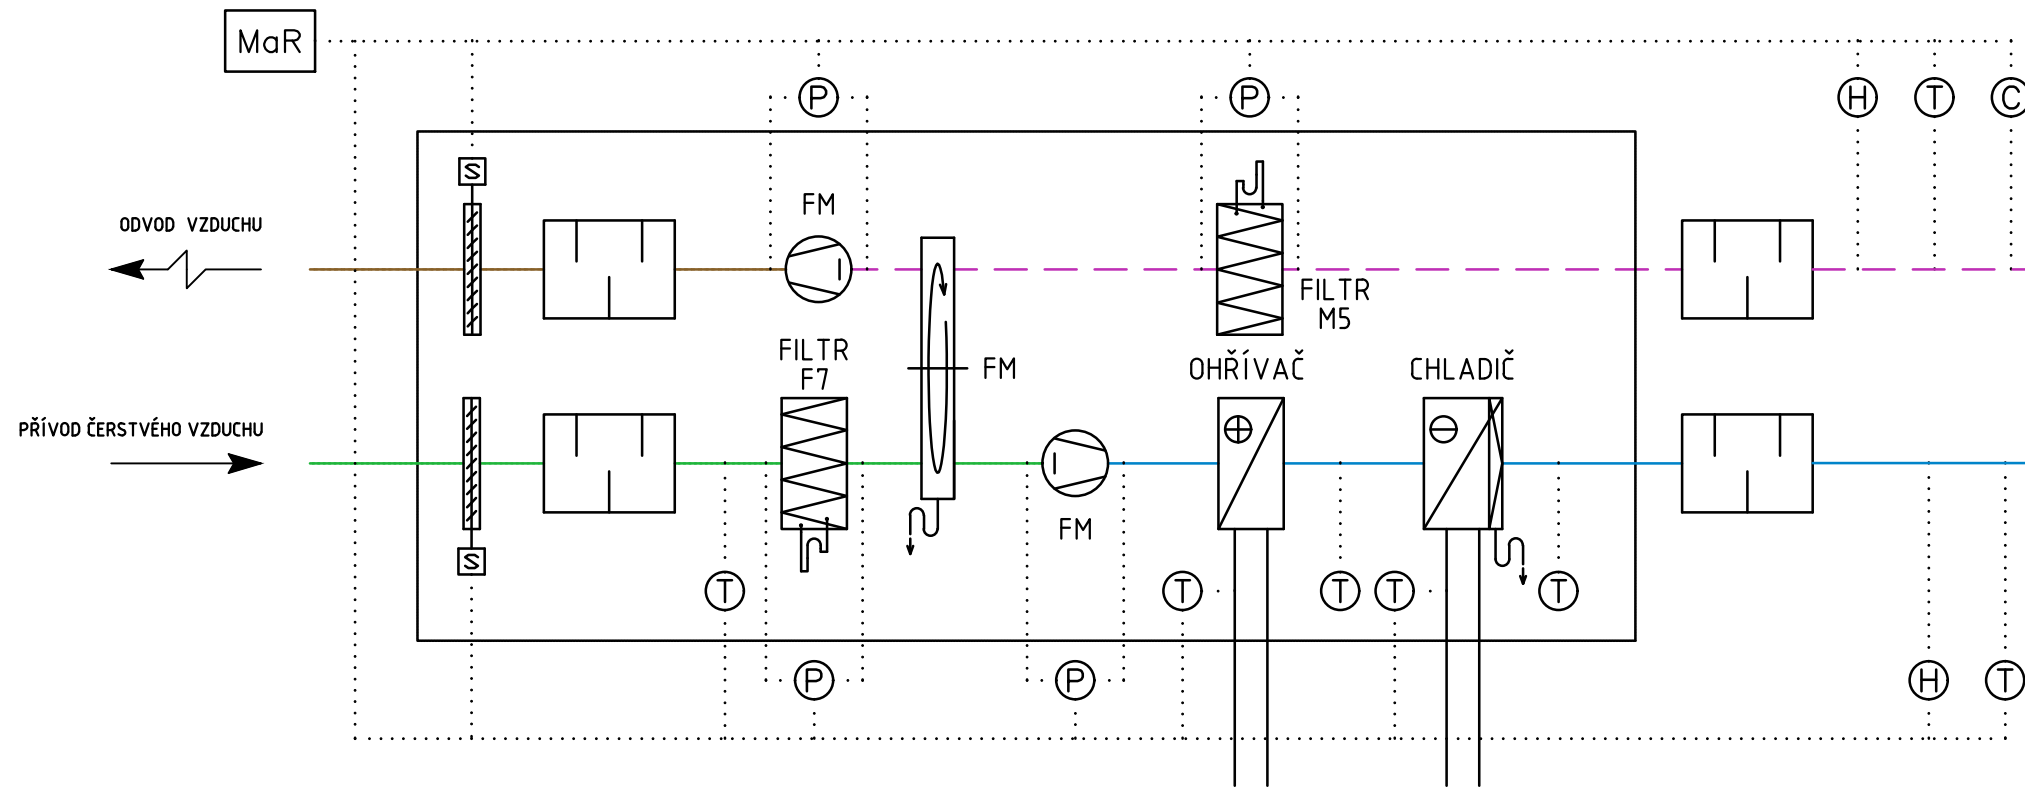 MaR
P
P
H
T
C
S
ODVOD VZDUCHU
FM
FILTR
M5
FILTR
F7
FM
OHŘÍVAČ
CHLADIČ
PŘÍVOD ČERSTVÉHO VZDUCHU
FM
S
T
T
T
T
T
P
P
H
T